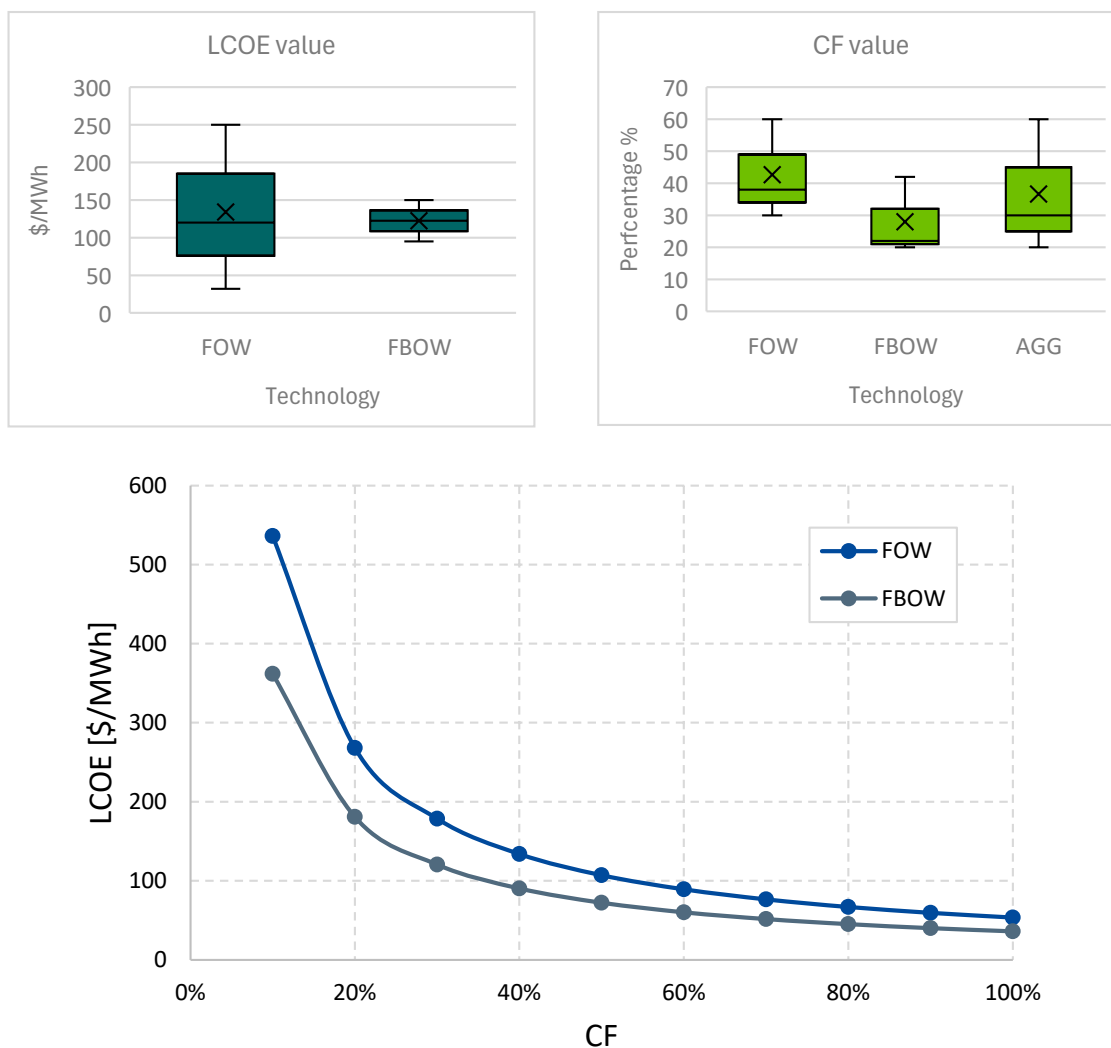 LCOE value
300
250
200
150
100
50
0
$/MWh
FOW FBOW
Technology
CF value
70
60
50
40
30
20
10
0
Perfcentage %
FOW FBOW AGG
Technology
600
500
400
300
200
100
0
LCOE [$/MWh]
FOW
FBOW
0% 20% 40% 60% 80% 100%
CF